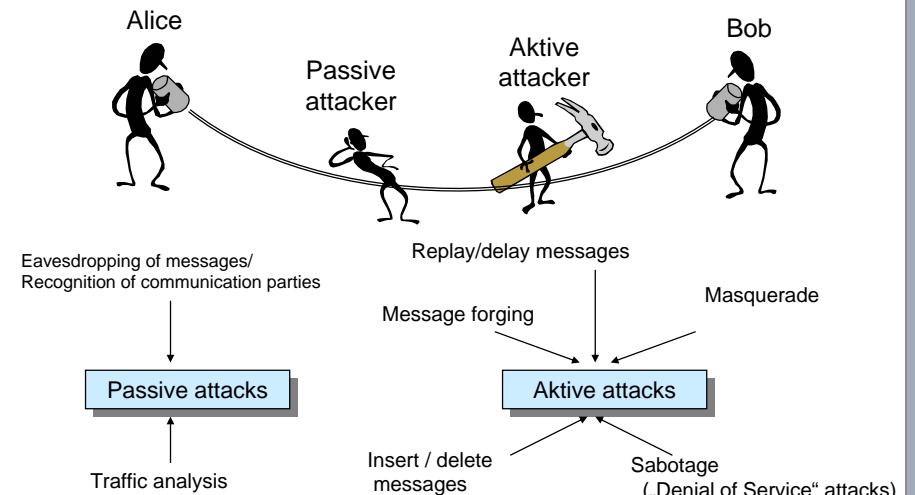 Alice
Bob
Passive
attacker
Aktive
attacker
Eavesdropping of messages/
Recognition of communication parties
Replay/delay messages
Message forging
Masquerade
Passive attacks
Aktive attacks
Traffic analysis
Insert / delete
messages
Sabotage
(„Denial of Service“ attacks)